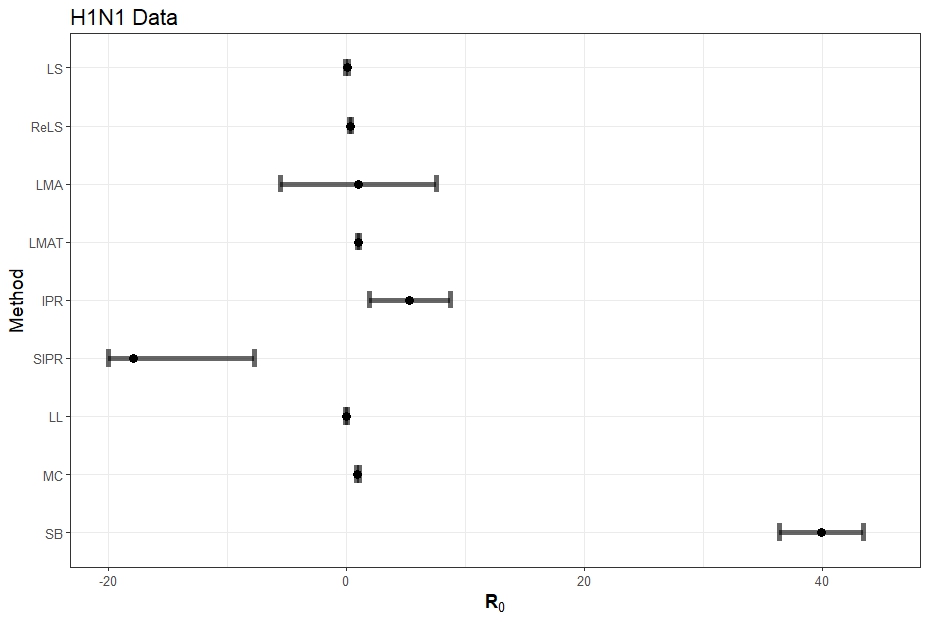 H1N1 Data
LS
ReLS
LMA
LMAT
IPR
SIPR
LL
MC
SB
Method
-20 0 20 40
R₀